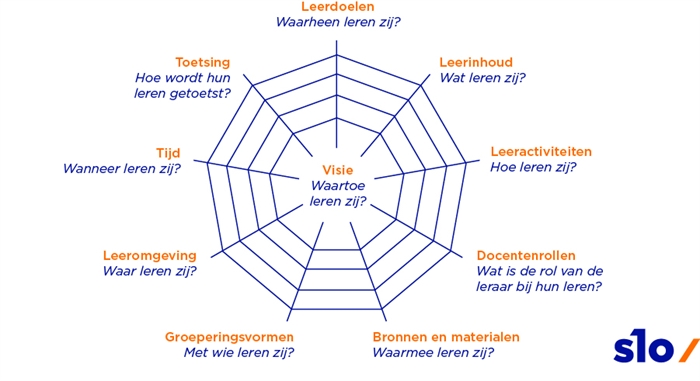 Leerdoelen
Waarheen leren zij?
Leerinhoud
Wat leren zij?
Leeractiviteiten
Hoe leren zij?
Docentenrollen
Wat is de rol van de
leraar bij hun leren?
Bronnen en materialen
Waarmee leren zij?
Groeperingsvormen
Met wie leren zij?
Leeromgeving
Waar leren zij?
Tijd
Wanneer leren zij?
Toetsing
Hoe wordt hun
leren getoetst?
Visie
Waartoe
leren zij?
slo